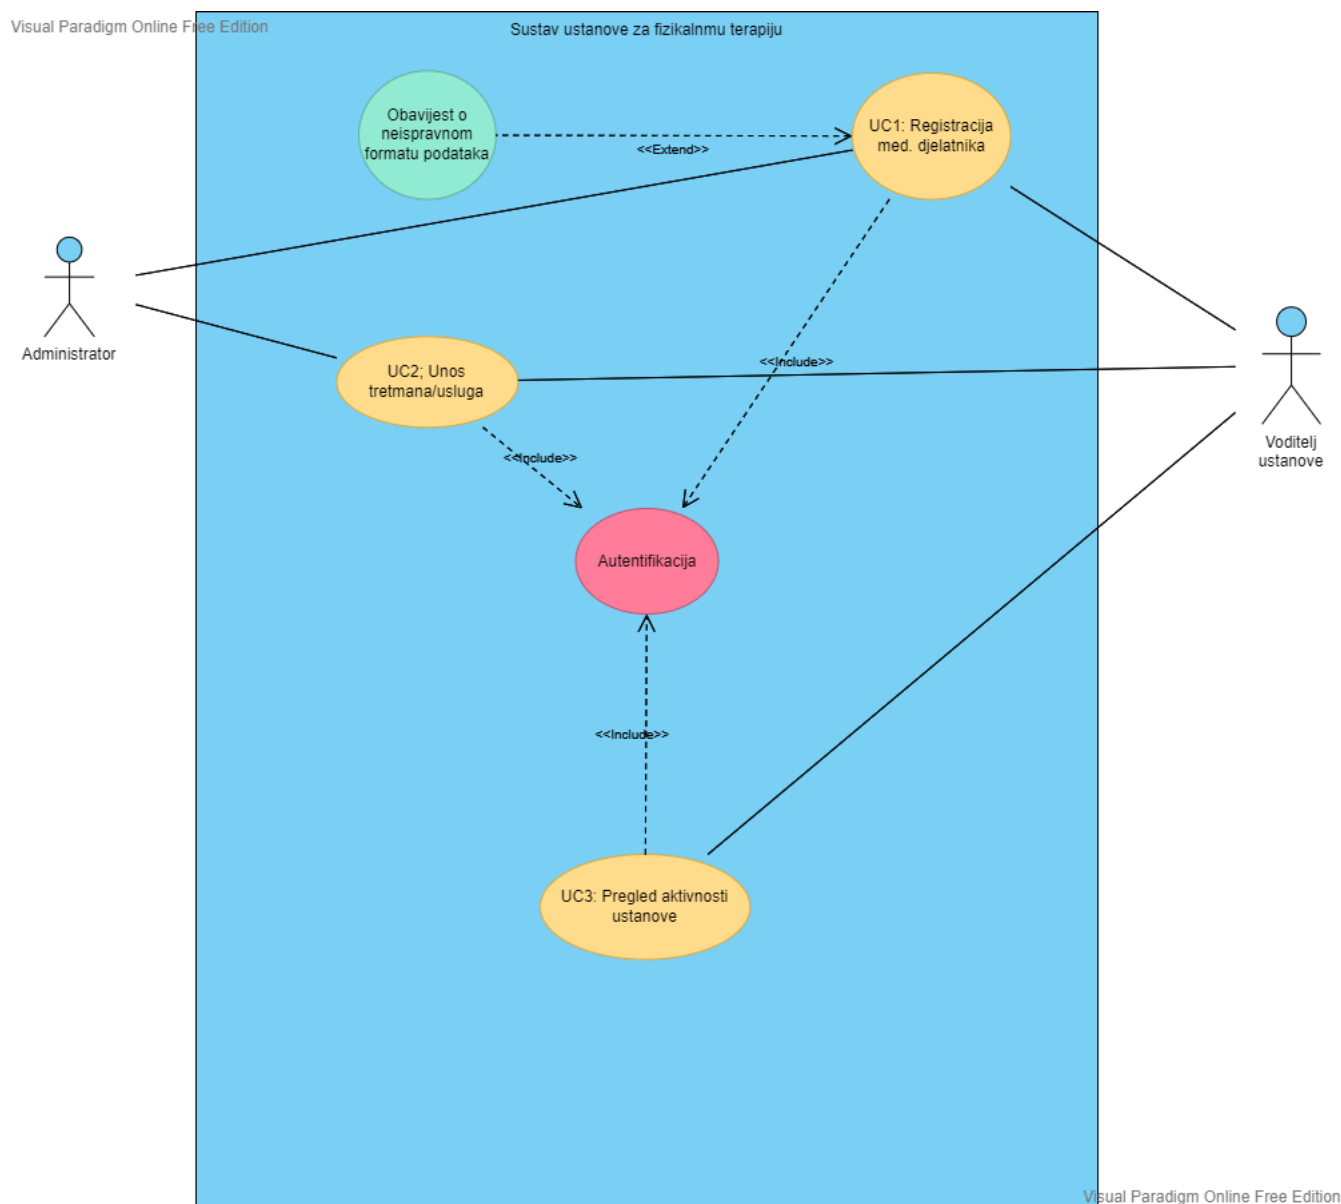 Visual Paradigm Online Free Edition
Sustav ustanove za fizikalnmu terapiju
Obavijest o
neispravnom
formatu podataka
UC1: Registracija
med. djelatnika
<<Extend>>
Administrator
UC2; Unos
tretmana/usluga
<<Include>>
Voditelj
ustanove
<<Include>>
Autentifikacija
<<Include>>
UC3: Pregled aktivnosti
ustanove
Visual Paradigm Online Free Edition